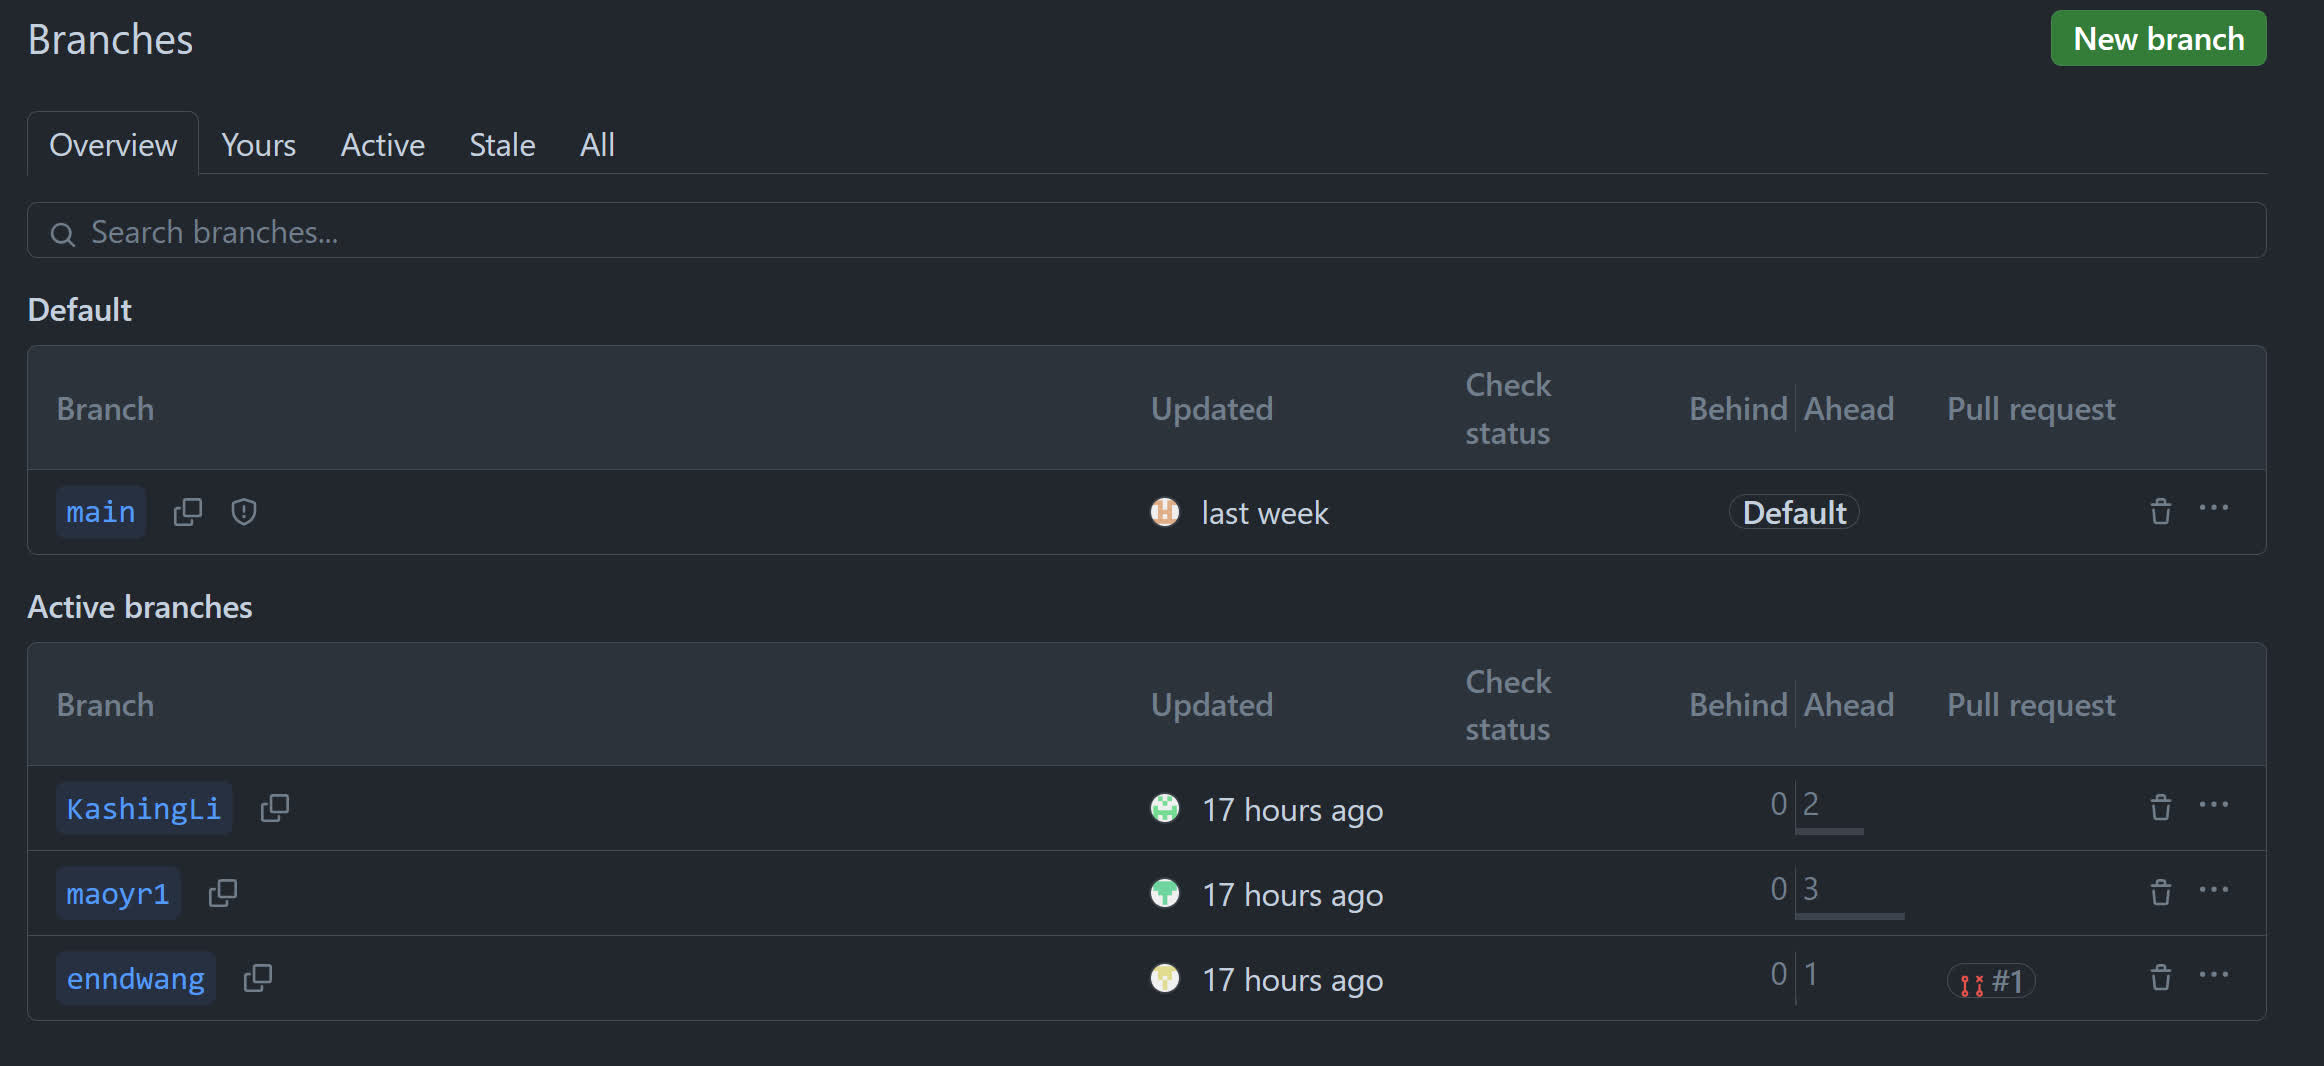 Branches
New branch
Overview Yours Active Stale All
Search branches...
Default
Branch Updated Check status Behind Ahead Pull request
main last week Default
Active branches
Branch Updated Check status Behind Ahead Pull request
KashingLi 17 hours ago 0 2
maoyr1 17 hours ago 0 3
enndwang 17 hours ago 0 1 #1